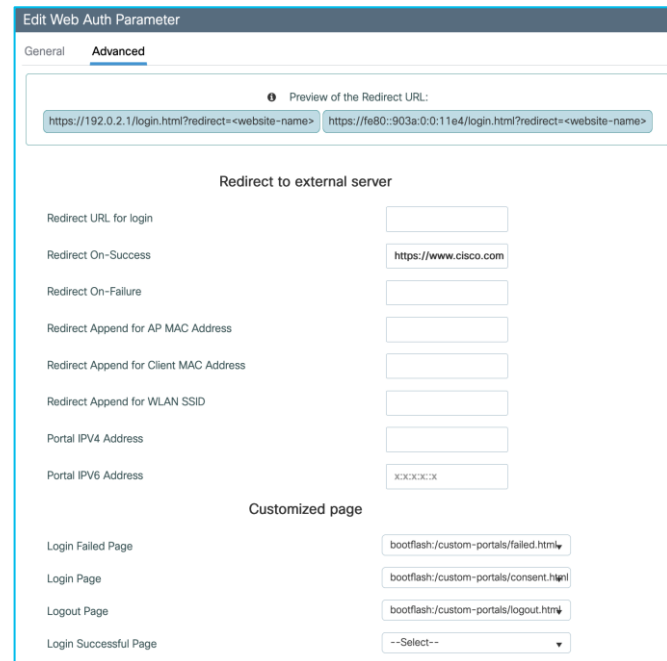 Edit Web Auth Parameter
General Advanced
Preview of the Redirect URL:
https://192.0.2.1/login.html?redirect=<website-name> https://fe80::903a:0:0:11e4/login.html?redirect=<website-name>
Redirect to external server
Redirect URL for login
Redirect On-Success https://www.cisco.com
Redirect On-Failure
Redirect Append for AP MAC Address
Redirect Append for Client MAC Address
Redirect Append for WLAN SSID
Portal IPV4 Address
Portal IPV6 Address x:x:x:x::x
Customized page
Login Failed Page bootflash:/custom-portals/failed.html
Login Page bootflash:/custom-portals/consent.html
Logout Page bootflash:/custom-portals/logout.html
Login Successful Page --Select--